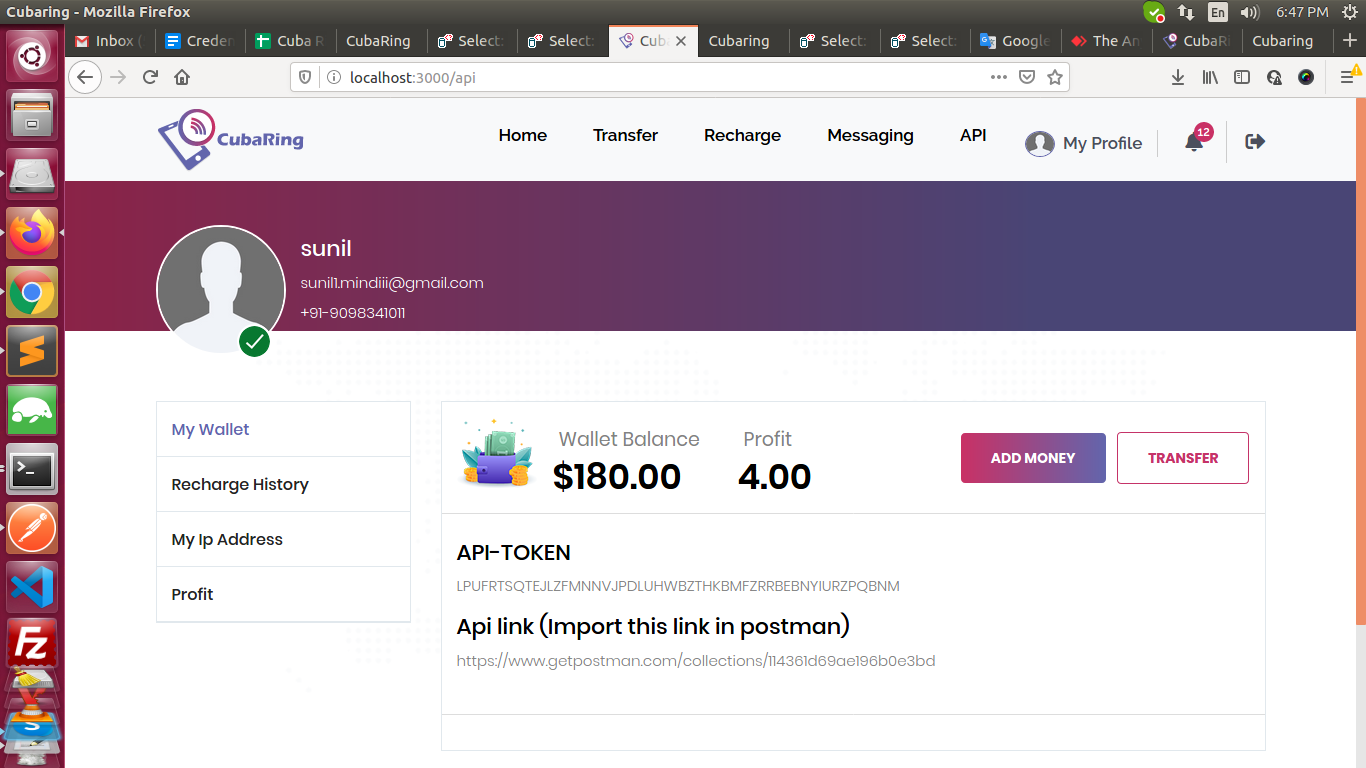 Cubaring - Mozilla Firefox
En
6:47 PM
Inbox (
Creden
Cuba R
CubaRing
Select
Select
Cub
Cubaring
Select
Select
Google
The An
CubaRi
Cubaring
localhost:3000/api
CubaRing
Home
Transfer
Recharge
Messaging
API
My Profile
12
sunil
sunil1.mindiii@gmail.com
+91-9098341011
My Wallet
Recharge History
My Ip Address
Profit
Wallet Balance
Profit
$180.00
4.00
ADD MONEY
TRANSFER
API-TOKEN
LPUFRTSQTEJLZFMNNVJPDLUHWBZTHKBMFZRRBEBNYIURZPQBNM
Api link (Import this link in postman)
https://www.getpostman.com/collections/114361d69ae196b0e3bd